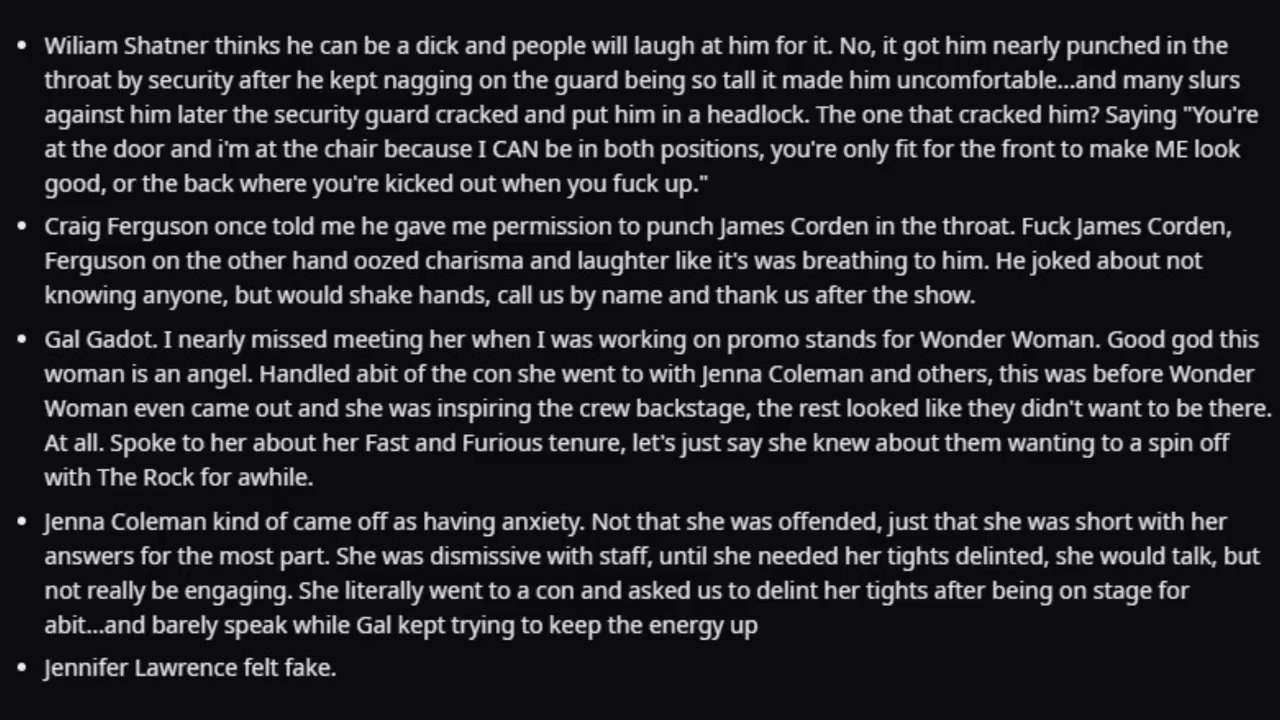 • Wiliam Shatner thinks he can be a dick and people will laugh at him for it. No, it got him nearly punched in the
throat by security after he kept nagging on the guard being so tall it made him uncomfortable...and many slurs
against him later the security guard cracked and put him in a headlock. The one that cracked him? Saying "You're
at the door and i'm at the chair because I CAN be in both positions, you're only fit for the front to make ME look
good, or the back where you're kicked out when you fuck up."
• Craig Ferguson once told me he gave me permission to punch James Corden in the throat. Fuck James Corden,
Ferguson on the other hand oozed charisma and laughter like it's was breathing to him. He joked about not
knowing anyone, but would shake hands, call us by name and thank us after the show.
• Gal Gadot. I nearly missed meeting her when I was working on promo stands for Wonder Woman. Good god this
woman is an angel. Handled abit of the con she went to with Jenna Coleman and others, this was before Wonder
Woman even came out and she was inspiring the crew backstage, the rest looked like they didn't want to be there.
At all. Spoke to her about her Fast and Furious tenure, let's just say she knew about them wanting to a spin off
with The Rock for awhile.
• Jenna Coleman kind of came off as having anxiety. Not that she was offended, just that she was short with her
answers for the most part. She was dismissive with staff, until she needed her tights delinted, she would talk, but
not really be engaging. She literally went to a con and asked us to delint her tights after being on stage for
abit...and barely speak while Gal kept trying to keep the energy up
• Jennifer Lawrence felt fake.